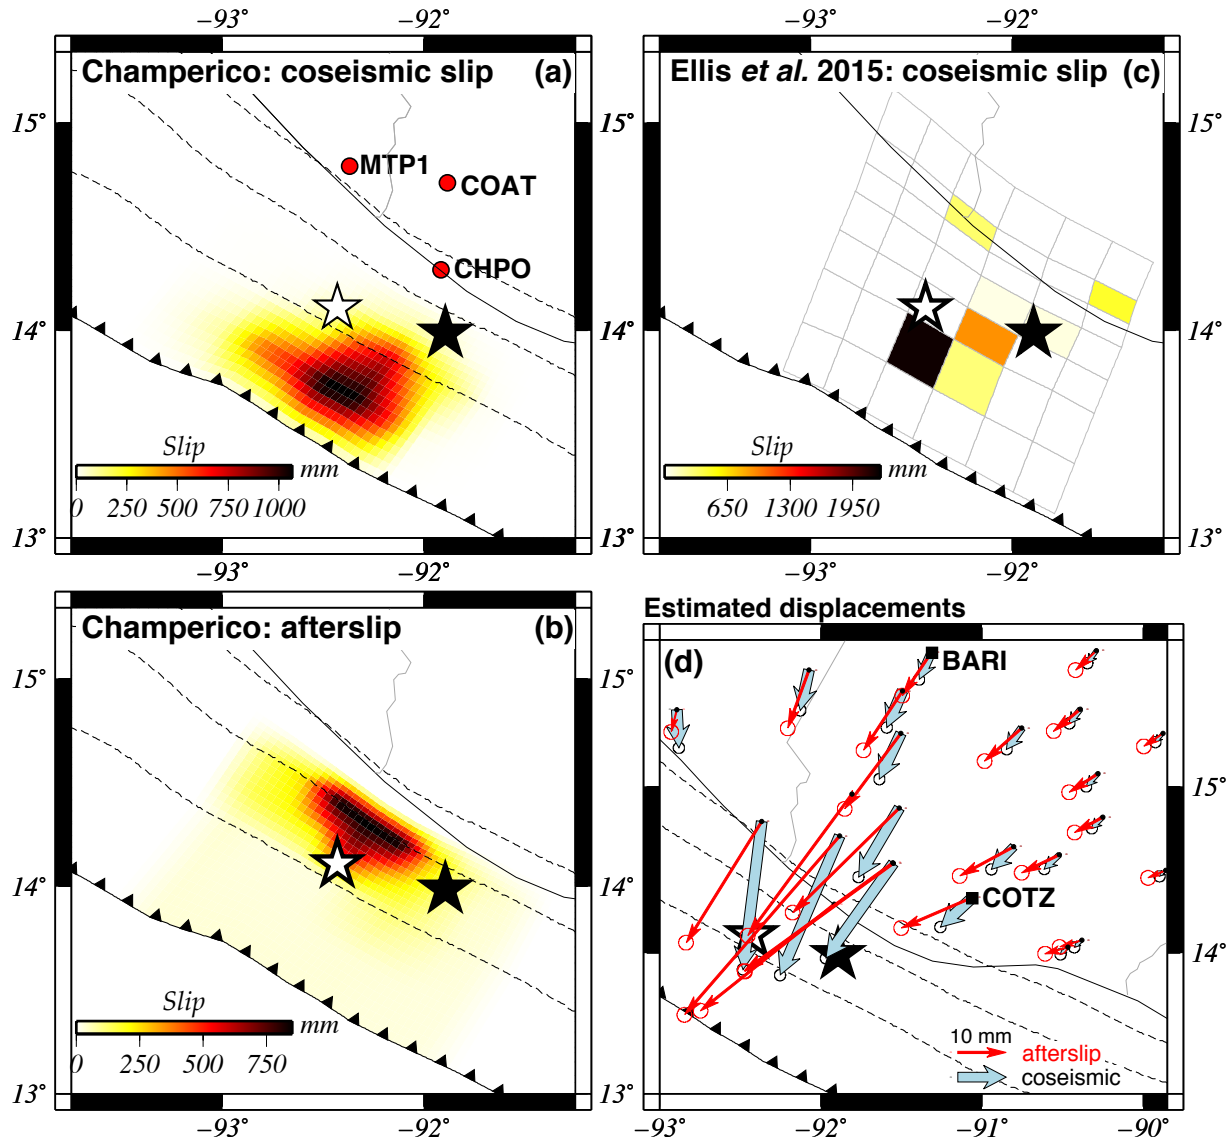 −93° −92° −93° −92°
Champerico: coseismic slip (a)
Ellis et al. 2015: coseismic slip (c)
15° 15°
MTP1
COAT
CHPO
14° 14°
Slip
mm
0 250 500 750 1000
Slip
mm
650 1300 1950
13° 13°
−93° −92° −93° −92°
Champerico: afterslip (b)
15°
14°
Slip
mm
0 250 500 750
13°
−93° −92°
Estimated displacements
(d)
BARI
15°
COTZ
14°
10 mm
afterslip
coseismic
13°
−93° −92° −91° −90°